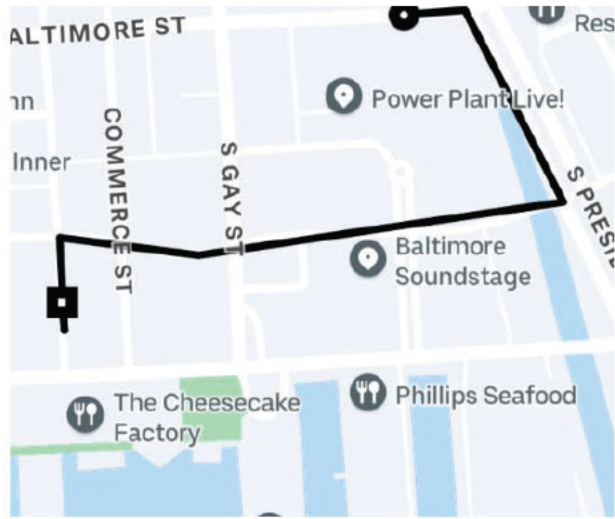 ALTIMORE ST
Res
nn
Power Plant Live!
Inner
COMMERCE ST
S GAY ST
S PRESID
Baltimore
Soundstage
The Cheesecake
Factory
Phillips Seafood